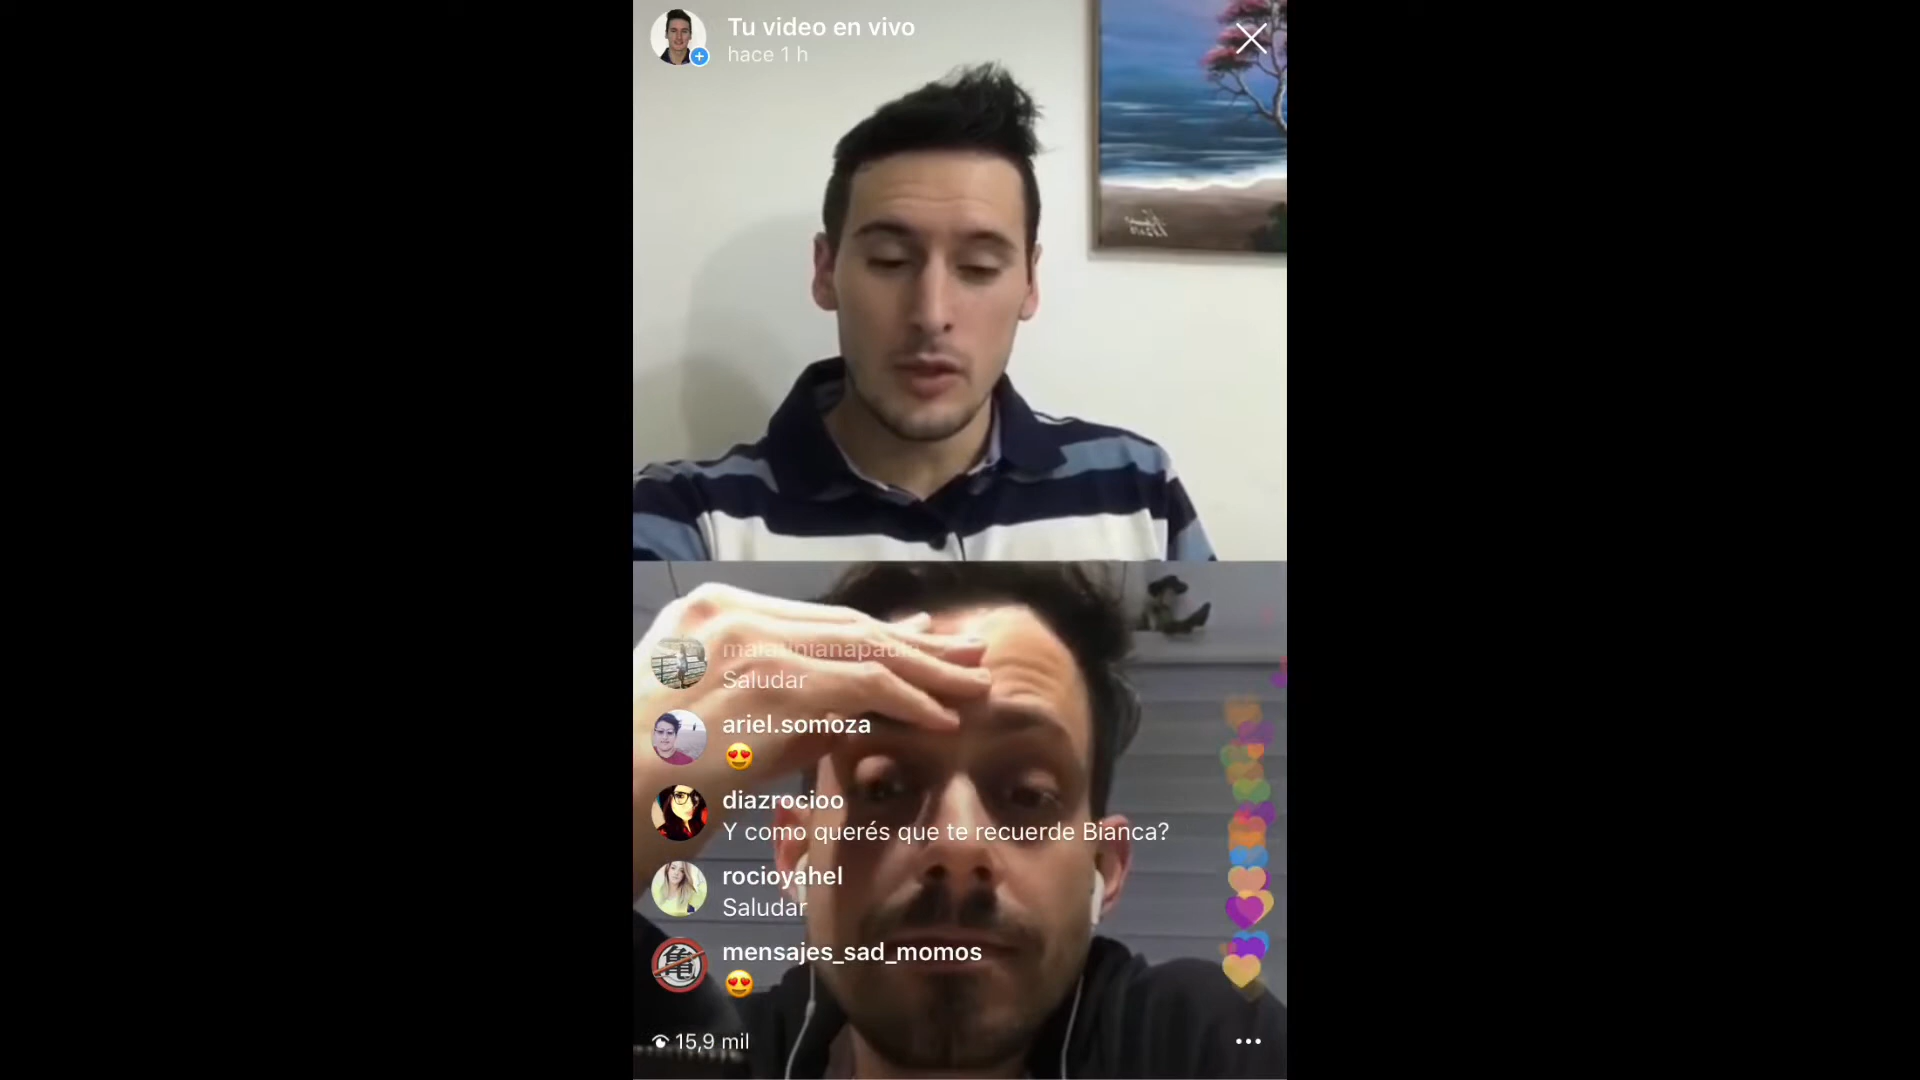 Tu video en vivo
hace 1 h
Saludar
ariel.somoza
😍
diazrocioo
Y como querés que te recuerde Bianca?
rocioyahel
Saludar
亀
mensajes_sad_momos
😍
15,9 mil